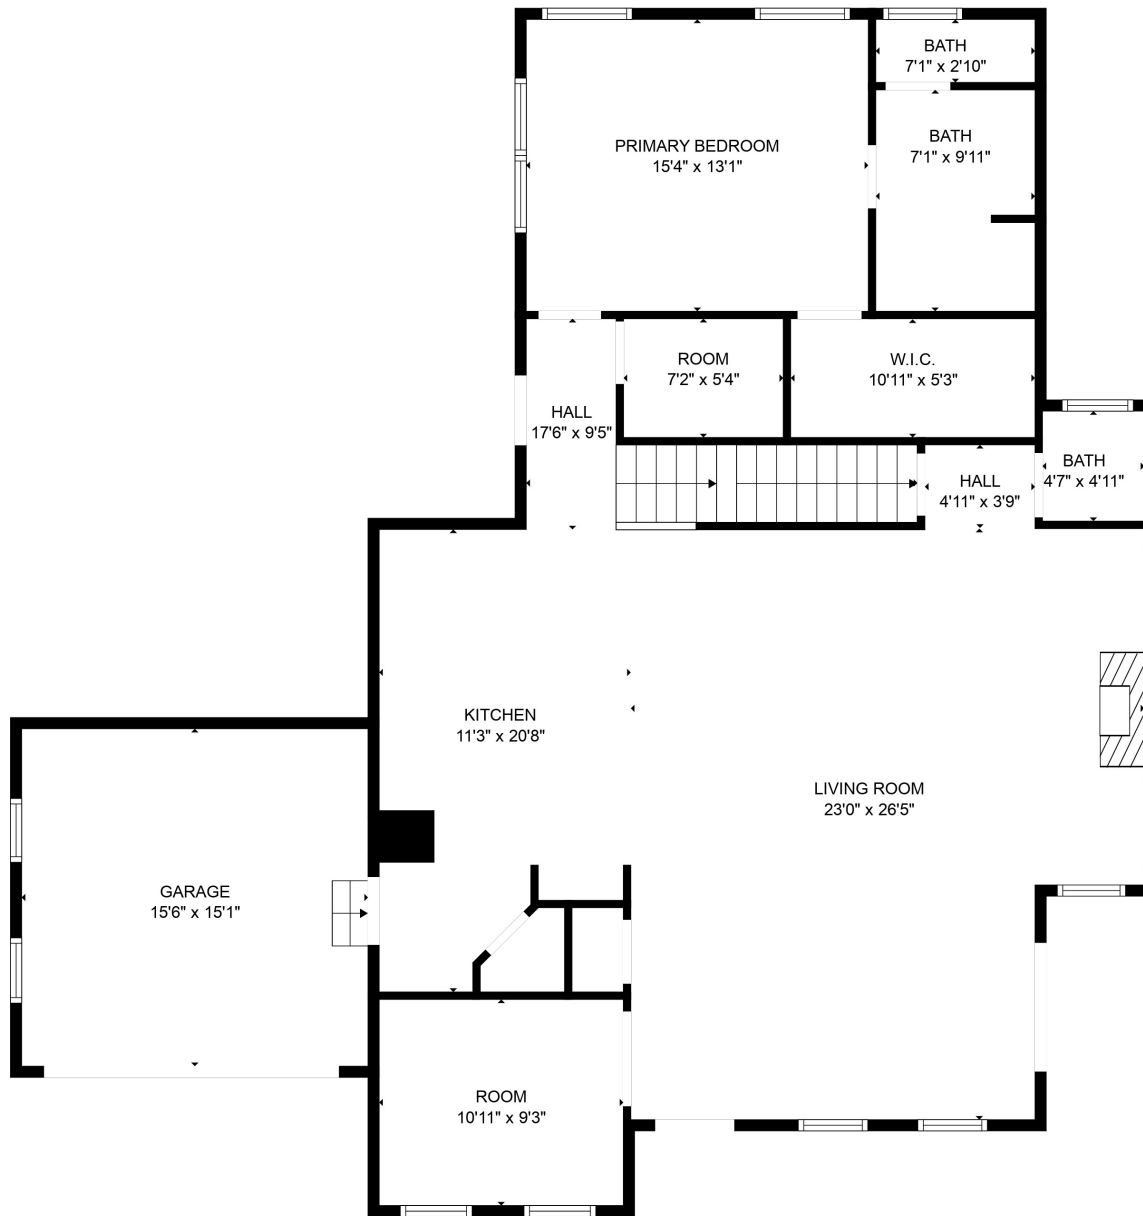 BATH
7'1" x 2'10"
PRIMARY BEDROOM
15'4" x 13'1"
BATH
7'1" x 9'11"
ROOM
7'2" x 5'4"
W.I.C.
10'11" x 5'3"
HALL
17'6" x 9'5"
HALL
4'11" x 3'9"
BATH
4'7" x 4'11"
KITCHEN
11'3" x 20'8"
LIVING ROOM
23'0" x 26'5"
GARAGE
15'6" x 15'1"
ROOM
10'11" x 9'3"